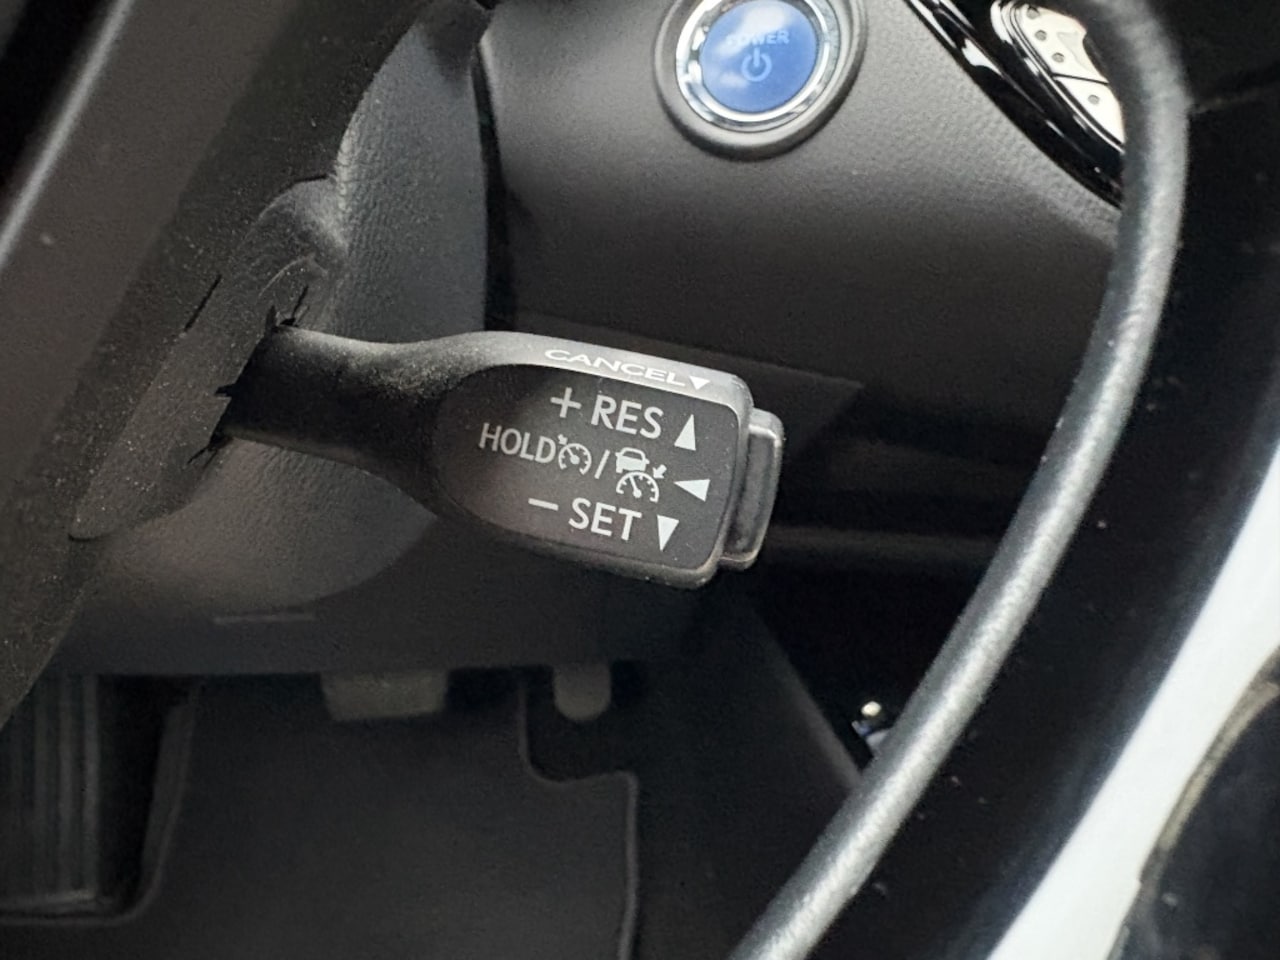 POWER
CANCEL▼
+ RES ▲
HOLD / ◀
− SET ▼